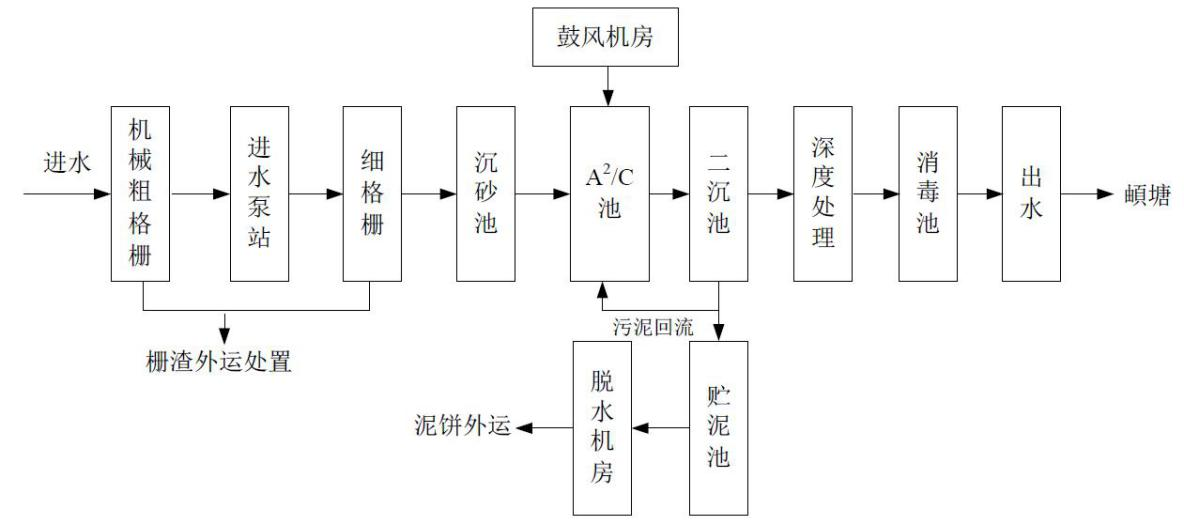 鼓风机房
进水
机械粗格栅
进水泵站
细格栅
沉砂池
A²/C
池
二沉池
深度处理
消毒池
出水
頔塘
污泥回流
栅渣外运处置
泥饼外运
脱水机房
贮泥池